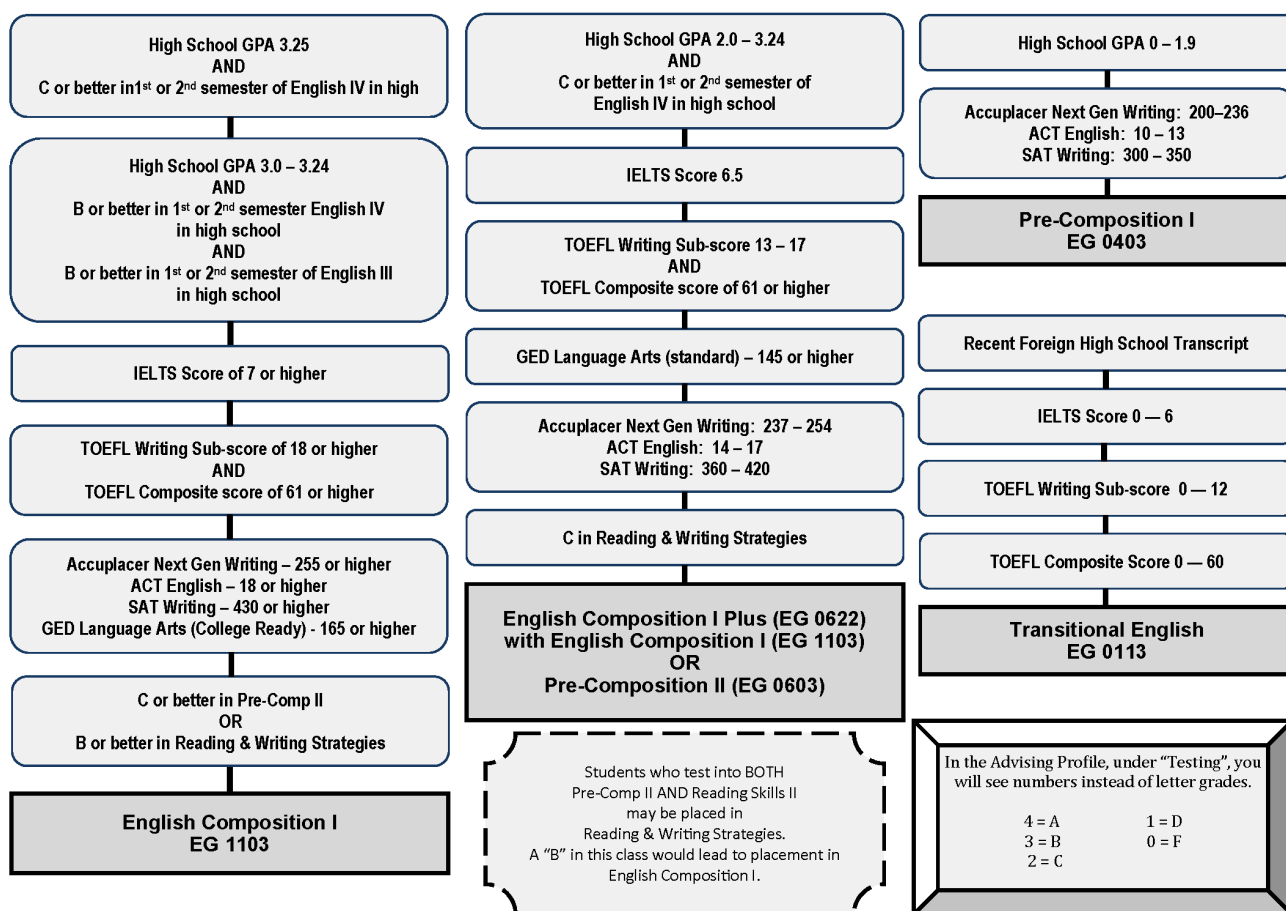 High School GPA 3.25
AND
C or better in1st or 2nd semester of English IV in high
High School GPA 3.0 – 3.24
AND
B or better in 1st or 2nd semester English IV
in high school
AND
B or better in 1st or 2nd semester of English III
in high school
IELTS Score of 7 or higher
TOEFL Writing Sub-score of 18 or higher
AND
TOEFL Composite score of 61 or higher
Accuplacer Next Gen Writing – 255 or higher
ACT English – 18 or higher
SAT Writing – 430 or higher
GED Language Arts (College Ready) - 165 or higher
C or better in Pre-Comp II
OR
B or better in Reading & Writing Strategies
English Composition I
EG 1103
High School GPA 2.0 – 3.24
AND
C or better in 1st or 2nd semester of
English IV in high school
IELTS Score 6.5
TOEFL Writing Sub-score 13 – 17
AND
TOEFL Composite score of 61 or higher
GED Language Arts (standard) – 145 or higher
Accuplacer Next Gen Writing: 237 – 254
ACT English: 14 – 17
SAT Writing: 360 – 420
C in Reading & Writing Strategies
English Composition I Plus (EG 0622)
with English Composition I (EG 1103)
OR
Pre-Composition II (EG 0603)
Students who test into BOTH
Pre-Comp II AND Reading Skills II
may be placed in
Reading & Writing Strategies.
A “B” in this class would lead to placement in
English Composition I.
High School GPA 0 - 1.9
Accuplacer Next Gen Writing: 200–236
ACT English: 10 – 13
SAT Writing: 300 – 350
Pre-Composition I
EG 0403
Recent Foreign High School Transcript
IELTS Score 0 — 6
TOEFL Writing Sub-score 0 — 12
TOEFL Composite Score 0 — 60
Transitional English
EG 0113
In the Advising Profile, under “Testing”, you
will see numbers instead of letter grades.
4 = A 1 = D
3 = B 0 = F
2 = C